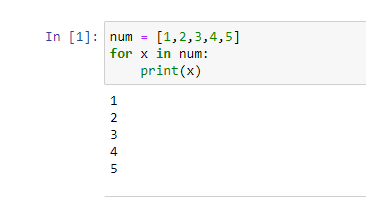 In [1]: num = [1,2,3,4,5]
for x in num:
    print(x)
1
2
3
4
5